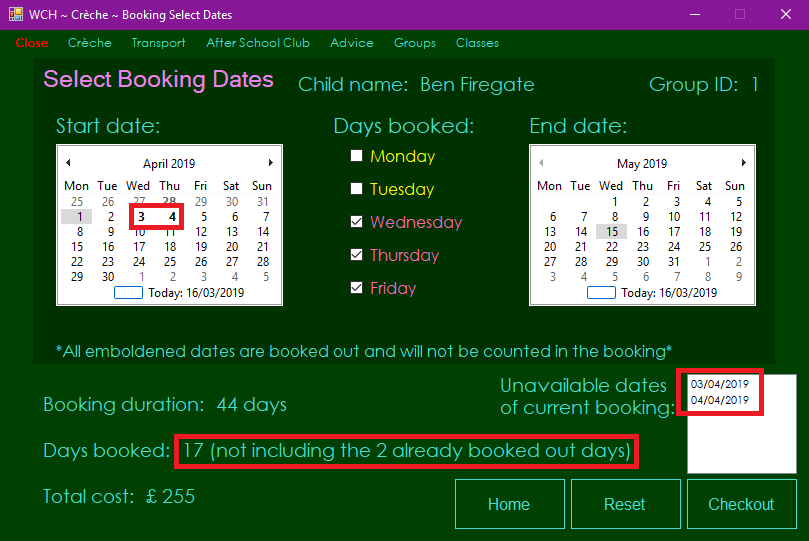 WCH ~ Crèche ~ Booking Select Dates
Close Crèche Transport After School Club Advice Groups Classes
Select Booking Dates Child name: Ben Firegate Group ID: 1
Start date: Days booked: End date:
April 2019
Mon Tue Wed Thu Fri Sat Sun
25 26 27 28 29 30 31
1 2 3 4 5 6 7
8 9 10 11 12 13 14
15 16 17 18 19 20 21
22 23 24 25 26 27 28
29 30 1 2 3 4 5
Today: 16/03/2019
Monday
Tuesday
Wednesday
Thursday
Friday
May 2019
Mon Tue Wed Thu Fri Sat Sun
1 2 3 4 5
6 7 8 9 10 11 12
13 14 15 16 17 18 19
20 21 22 23 24 25 26
27 28 29 30 31 1 2
3 4 5 6 7 8 9
Today: 16/03/2019
*All emboldened dates are booked out and will not be counted in the booking*
Booking duration: 44 days
Unavailable dates
of current booking:
03/04/2019
04/04/2019
Days booked: 17 (not including the 2 already booked out days)
Total cost: £ 255
Home Reset Checkout